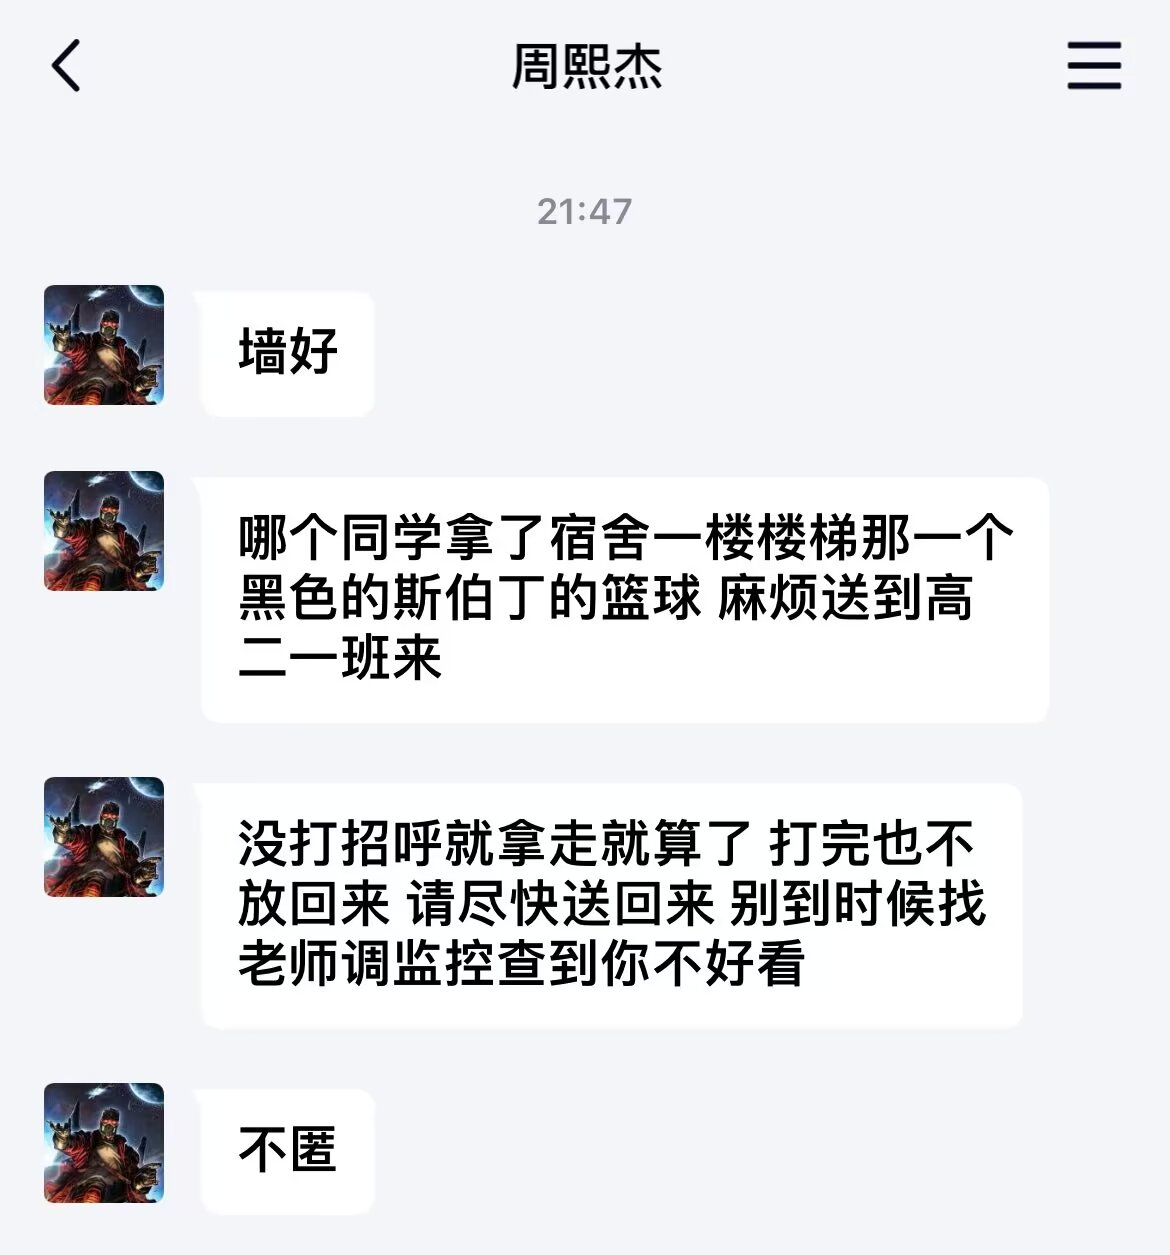 周熙杰
21:47
墙好
哪个同学拿了宿舍一楼楼梯那一个
黑色的斯伯丁的篮球 麻烦送到高
二一班来
没打招呼就拿走就算了 打完也不
放回来 请尽快送回来 别到时候找
老师调监控查到你不好看
不匿